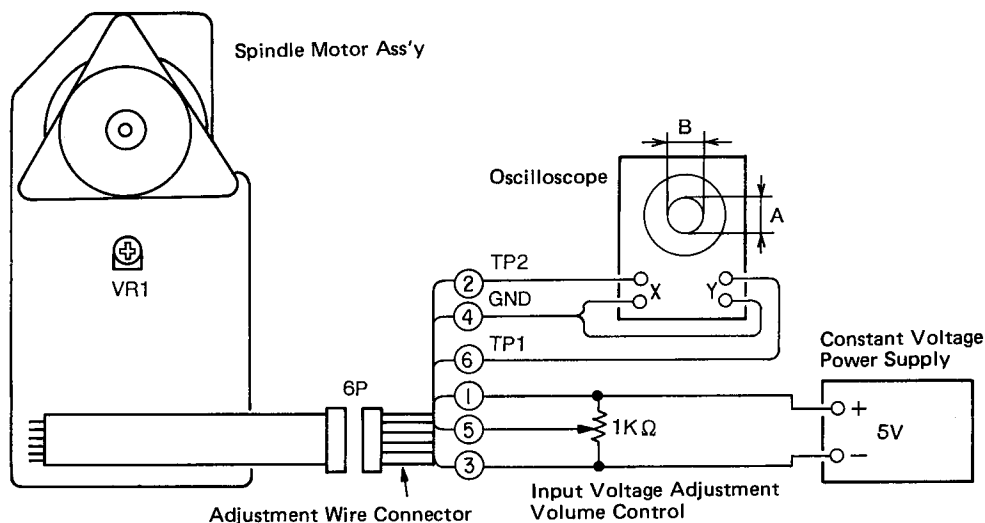 Spindle Motor Ass'y
B
Oscilloscope
A
VR1
2
TP2
X
Y
4
GND
6
TP1
Constant Voltage
Power Supply
6P
1
+
5
1KΩ
5V
3
−
Adjustment Wire Connector
Input Voltage Adjustment
Volume Control